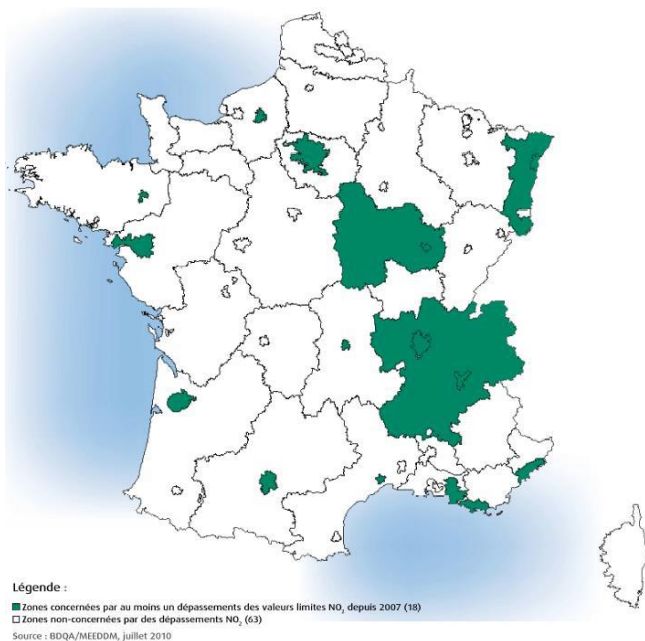 Légende :
Zones concernées par au moins un dépassements des valeurs limites NO₂ depuis 2007 (18)
Zones non-concernées par des dépassements NO₂ (63)
Source : BDQA/MEEDDM, juillet 2010